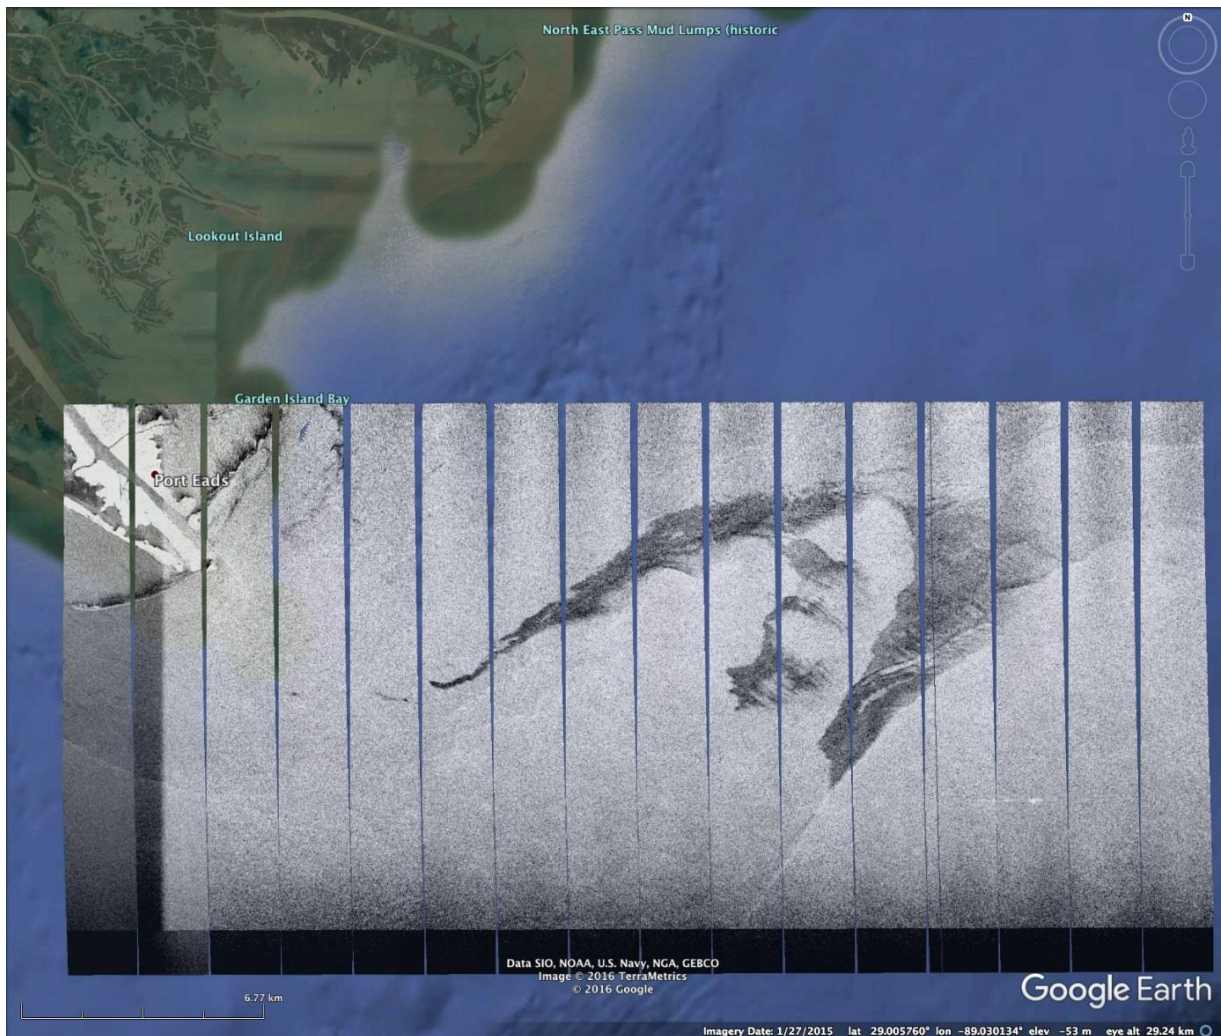 North East Pass Mud Lumps (historic
N
Lookout Island
Garden Island Bay
Port Eads
Data SIO, NOAA, U.S. Navy, NGA, GEBCO
Image © 2016 TerraMetrics
© 2016 Google
6.77 km
Google Earth
Imagery Date: 1/27/2015 lat 29.005760° lon -89.030134° elev -53 m eye alt 29.24 km